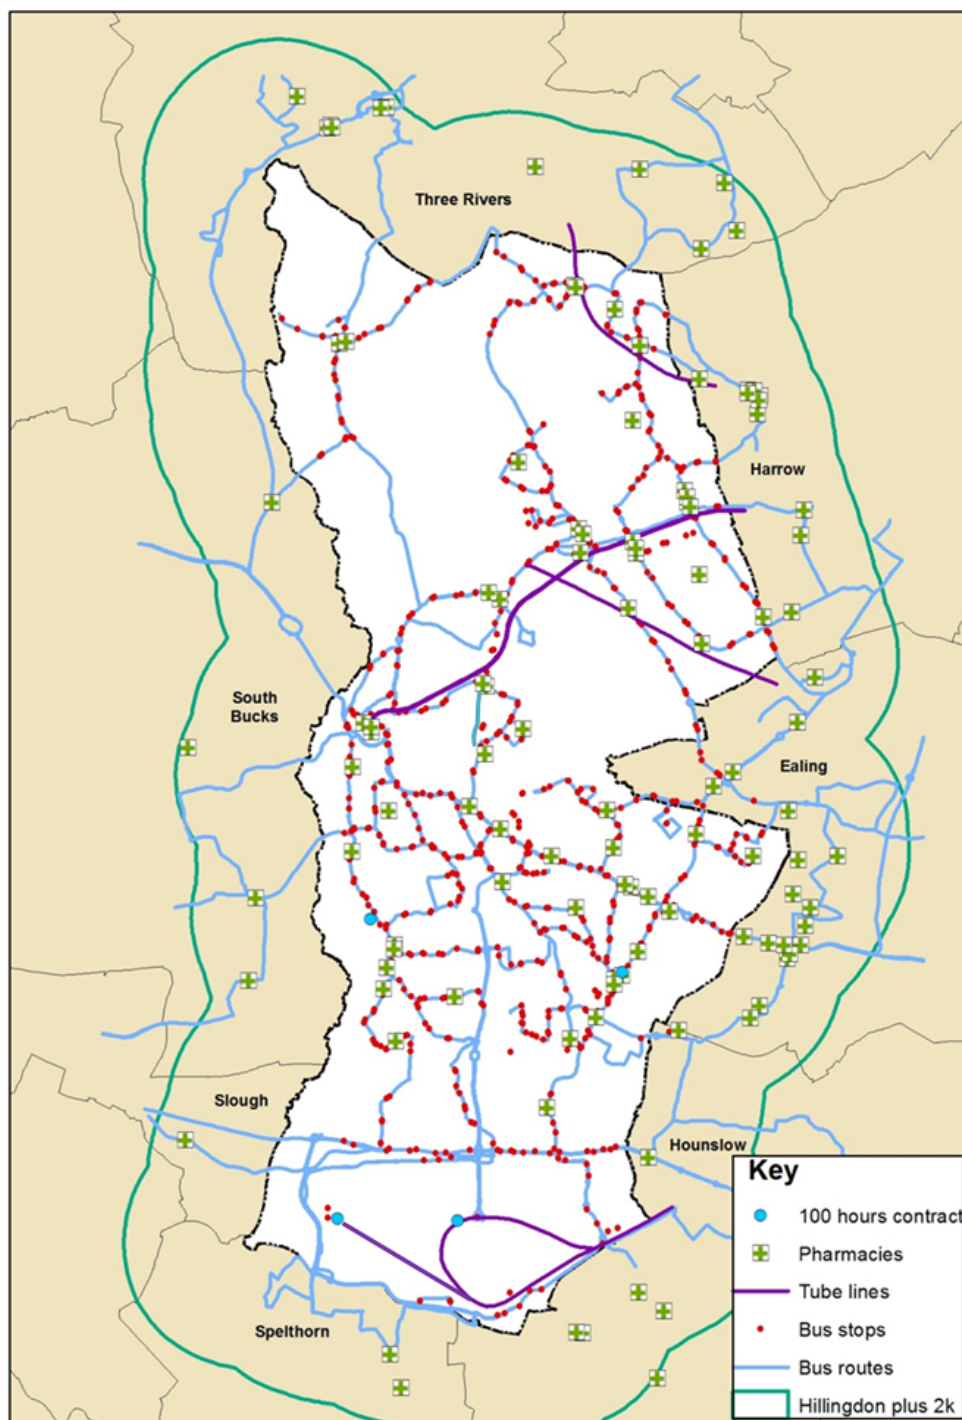 Three Rivers
Harrow
South
Bucks
Ealing
Slough
Hounslow
Spelthorn
Key
100 hours contract
Pharmacies
Tube lines
Bus stops
Bus routes
Hillingdon plus 2k